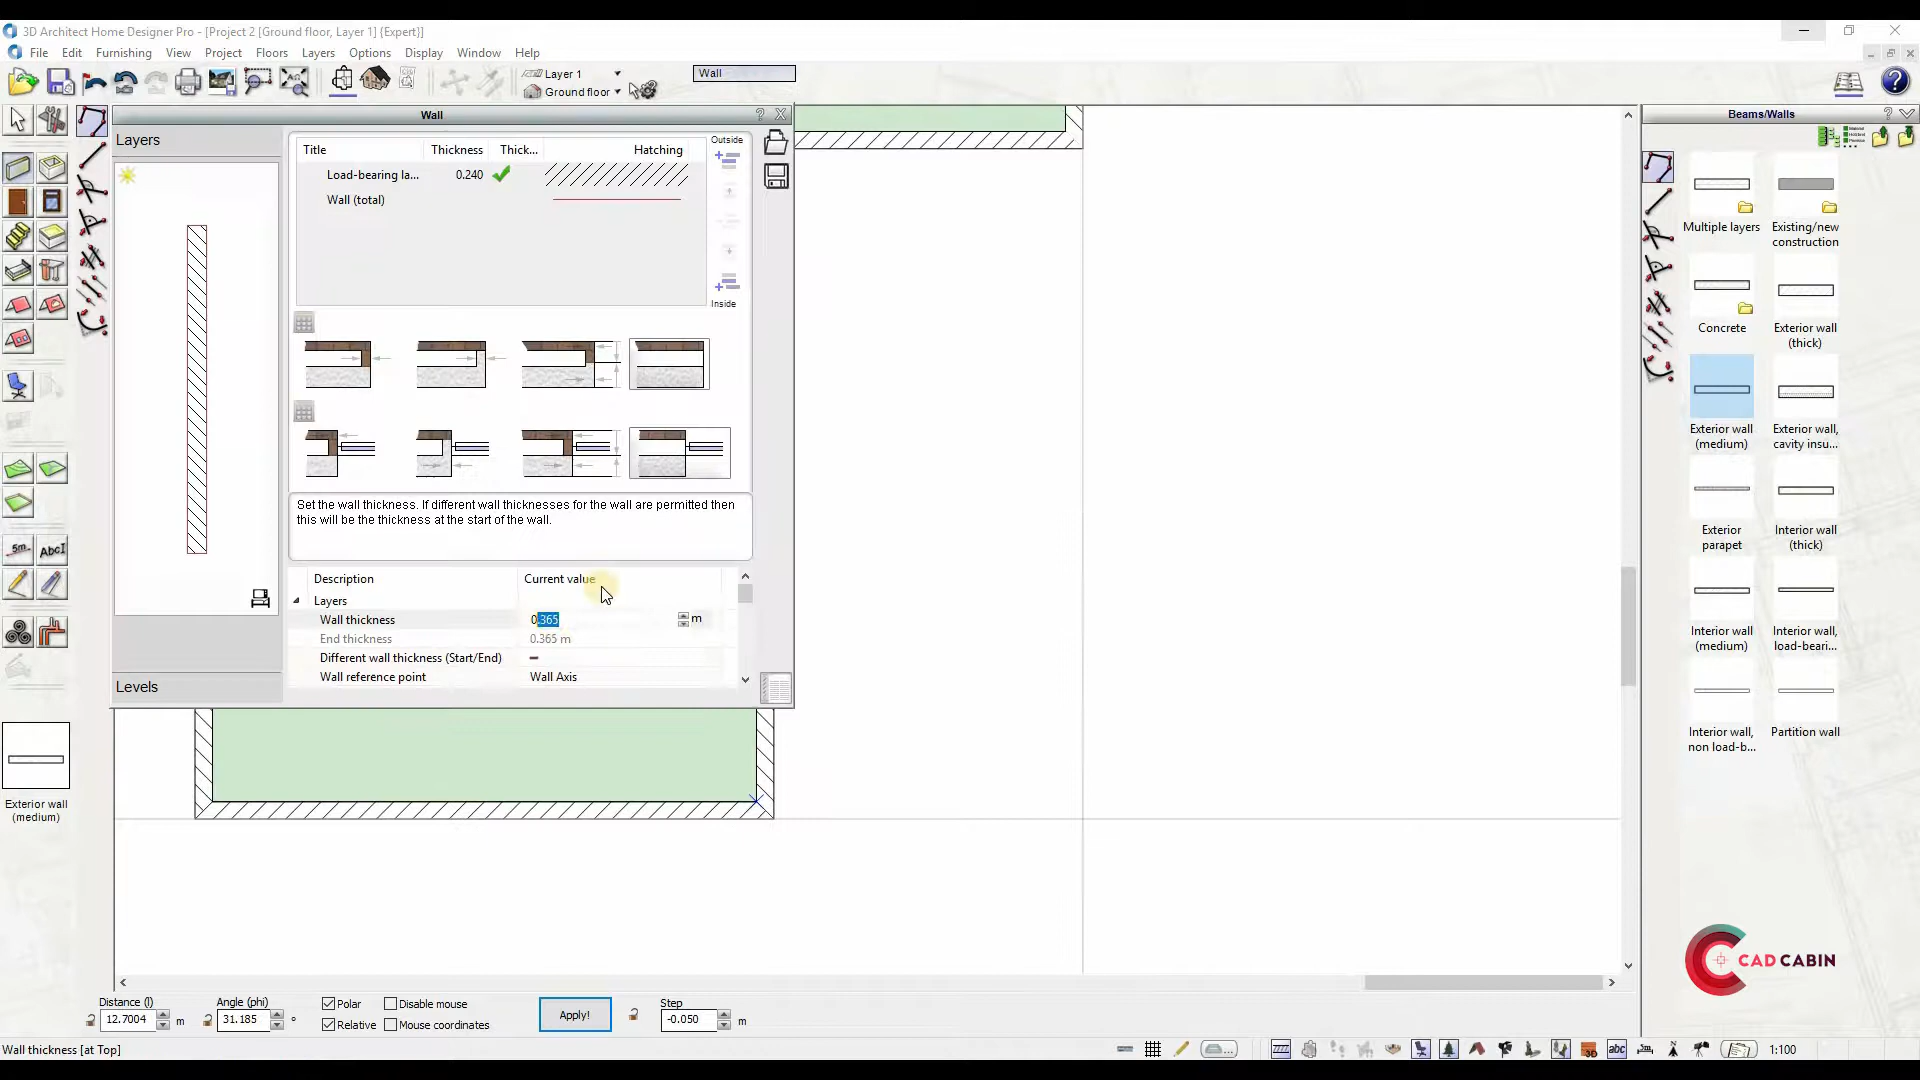 3D Architect Home Designer Pro - [Project 2 [Ground floor, Layer 1] {Expert}]
File Edit Furnishing View Project Floors Layers Options Display Window Help
Layer 1
Ground floor
Wall
Wall
Layers
Title Thickness Thick... Hatching
Load-bearing la... 0.240
Wall (total)
Outside
Inside
Set the wall thickness. If different wall thicknesses for the wall are permitted then
this will be the thickness at the start of the wall.
Description Current value
Layers
Wall thickness 0.365 m
End thickness 0.365 m
Different wall thickness (Start/End)
Wall reference point Wall Axis
Levels
5m AbcI
Exterior wall
(medium)
Beams/Walls
Multiple layers
Existing/new
construction
Concrete
Exterior wall
(thick)
Exterior wall
(medium)
Exterior wall,
cavity insu...
Exterior
parapet
Interior wall
(thick)
Interior wall
(medium)
Interior wall,
load-beari...
Interior wall,
non load-b...
Partition wall
CAD CABIN
Distance (l) Angle (phi) Polar Disable mouse Step
12.7004 m 31.185 ° Relative Mouse coordinates Apply! -0.050 m
Wall thickness [at Top]
3D abc 5m 1:100